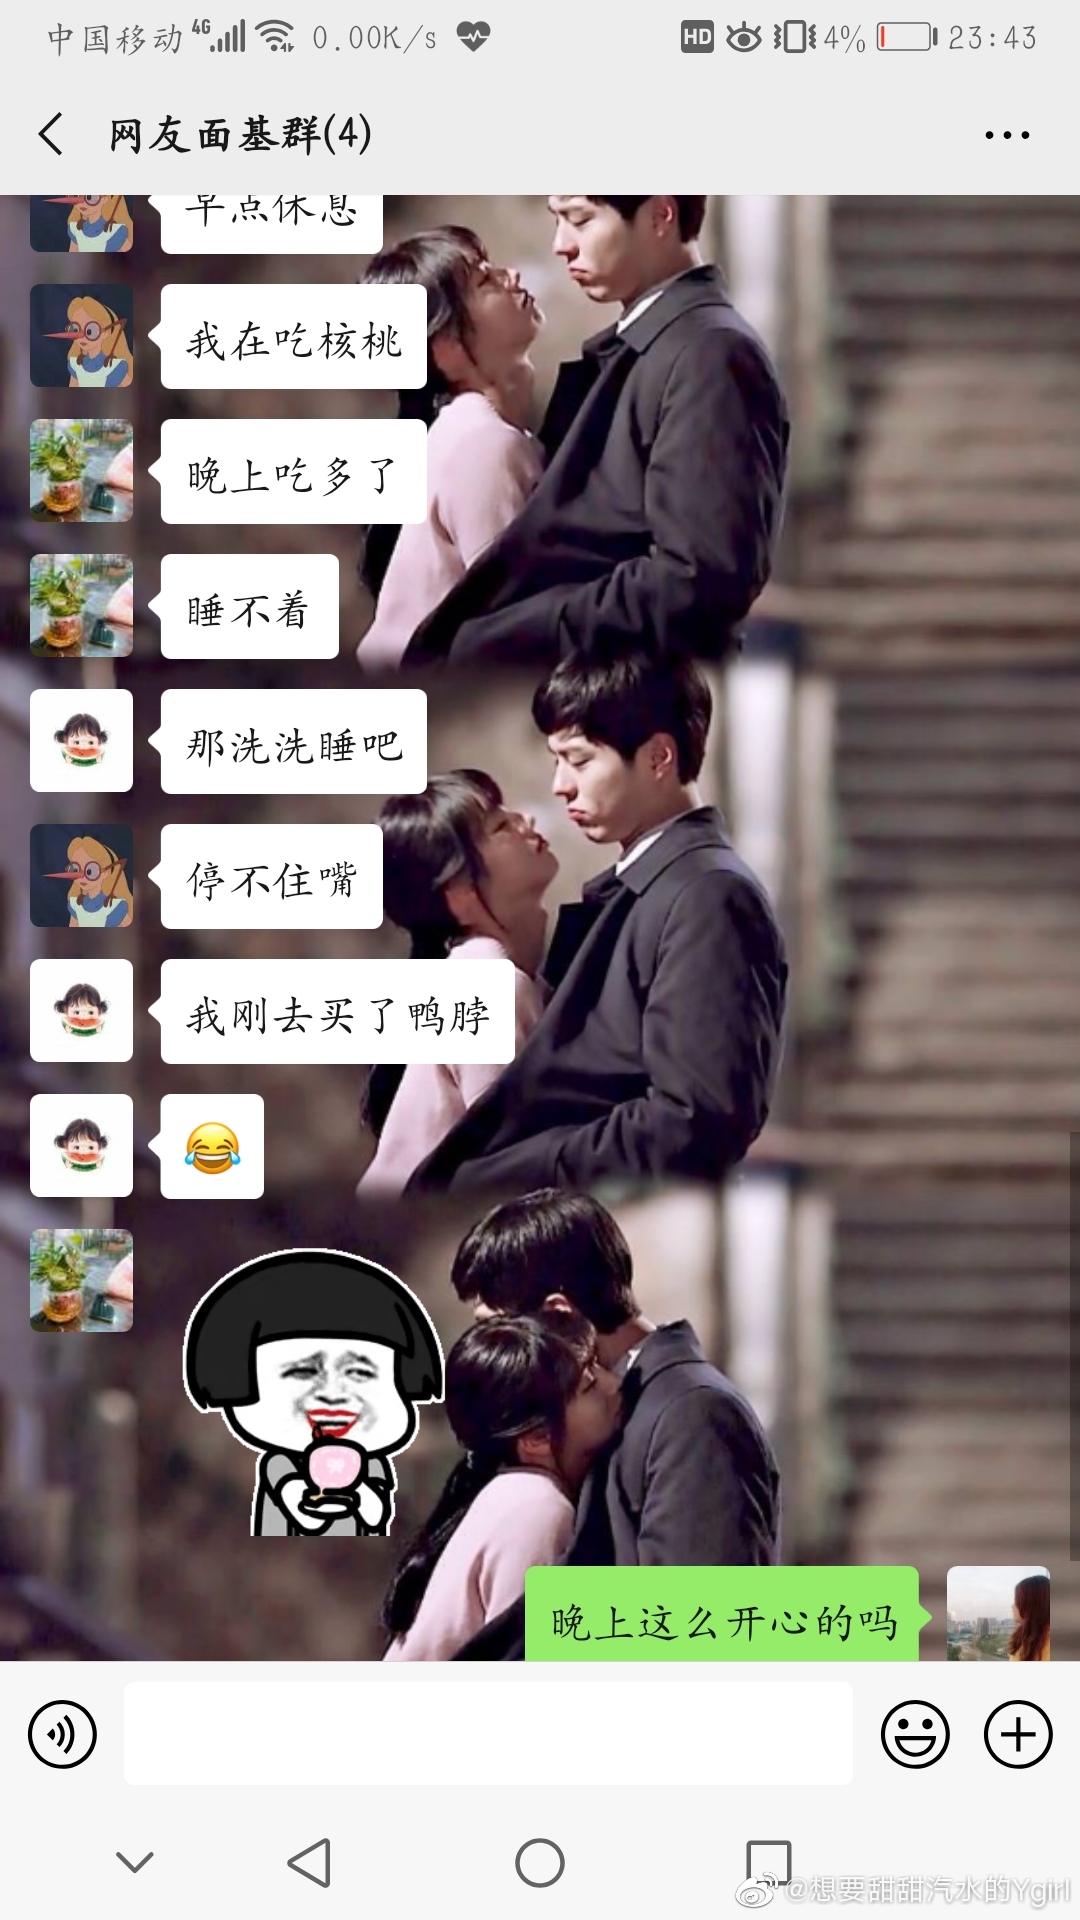 中国移动 4G 0.00K/s HD 4% 23:43
网友面基群(4)
早点休息
我在吃核桃
晚上吃多了
睡不着
那洗洗睡吧
停不住嘴
我刚去买了鸭脖
😂
晚上这么开心的吗
@想要甜甜汽水的Ygirl